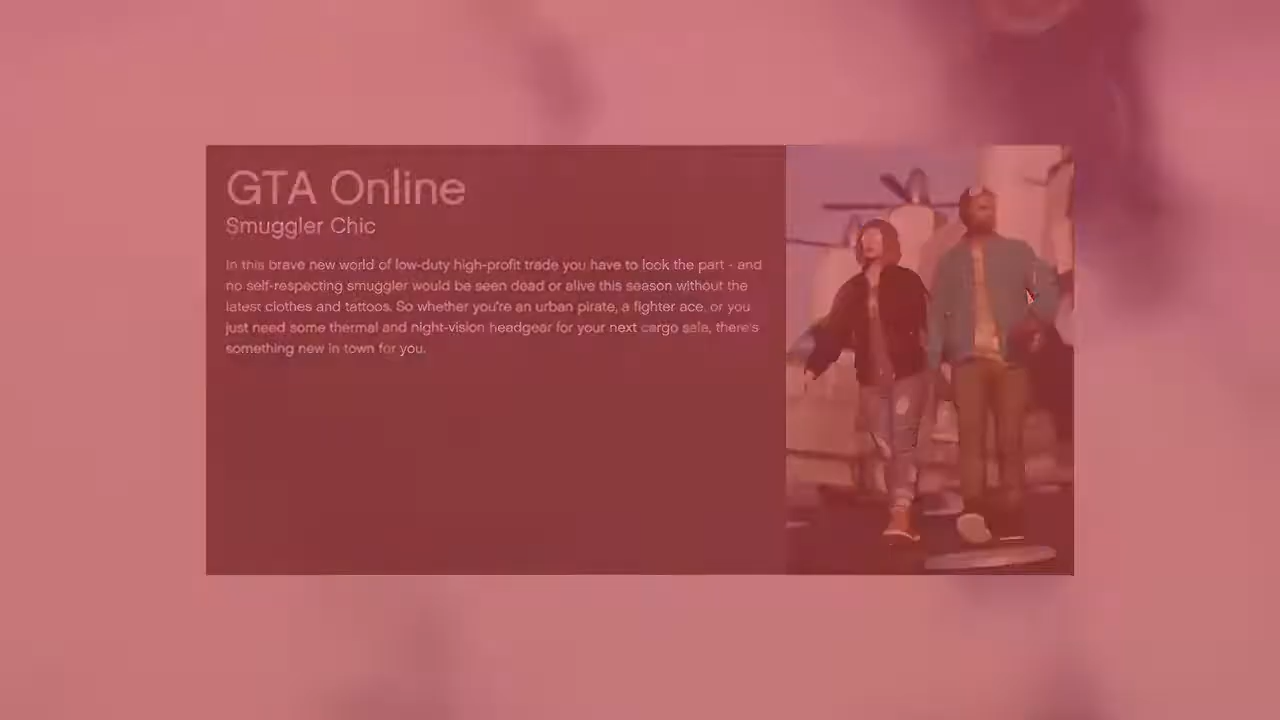 GTA Online
Smuggler Chic
In this brave new world of low-duty high-profit trade you have to look the part - and
no self-respecting smuggler would be seen dead or alive this season without the
latest clothes and tattoos. So whether you're an urban pirate, a fighter ace, or you
just need some thermal and night-vision headgear for your next cargo sale, there's
something new in town for you.